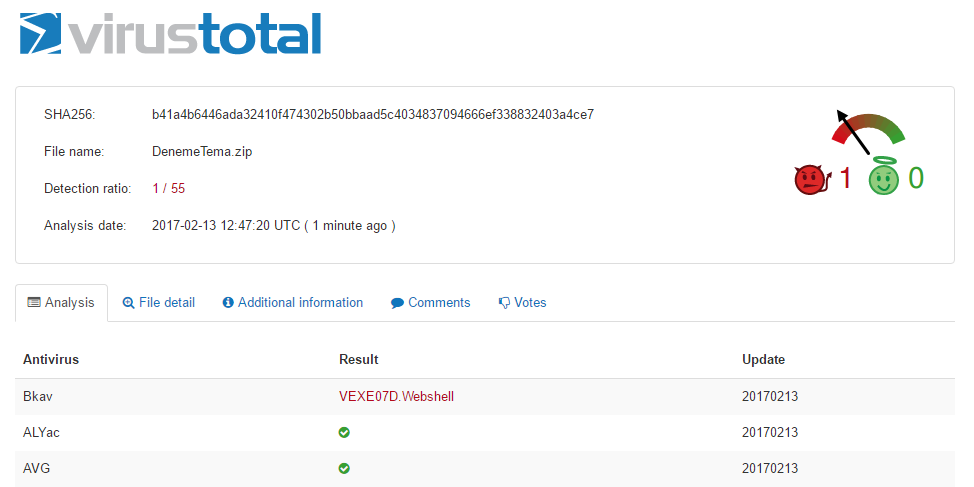 virustotal
SHA256: b41a4b6446ada32410f474302b50bbaad5c4034837094666ef338832403a4ce7
File name: DenemeTema.zip
Detection ratio: 1 / 55
1 0
Analysis date: 2017-02-13 12:47:20 UTC ( 1 minute ago )
Analysis File detail Additional information Comments Votes
Antivirus Result Update
Bkav VEXE07D.Webshell 20170213
ALYac 20170213
AVG 20170213